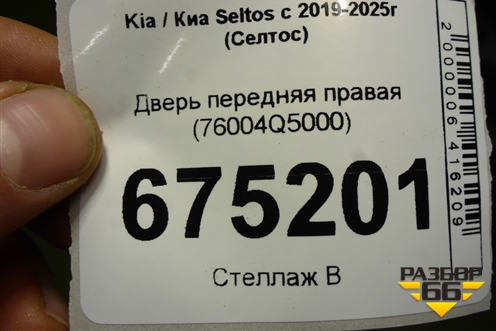 Kia / Киа Seltos с 2019-2025г
(Селтос)
Дверь передняя правая
(76004Q5000)
675201
Стеллаж В
2000006416209
РАЗБОР
66